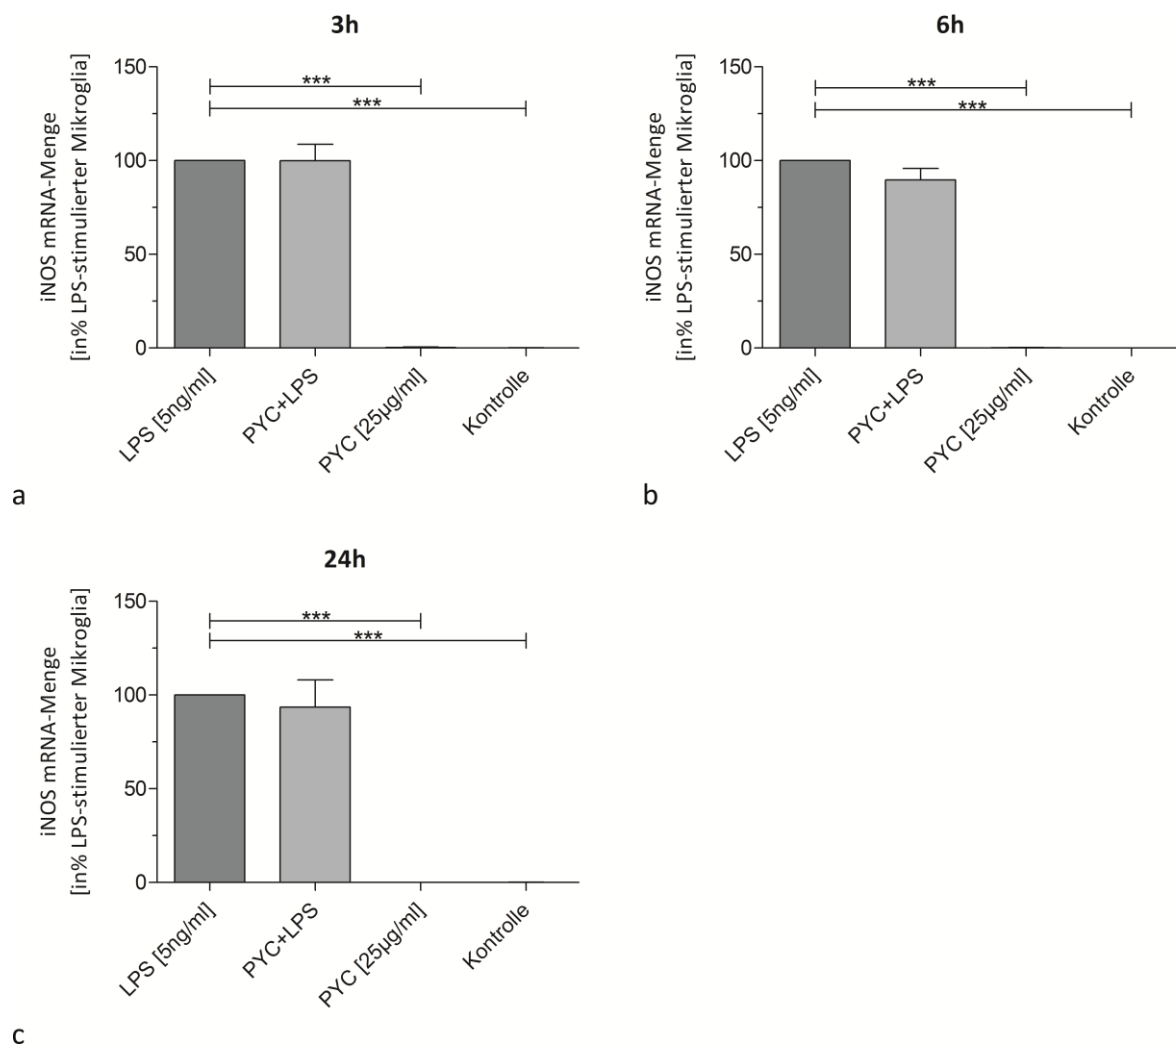 3h
150
100
50
0
iNOS mRNA-Menge
[in% LPS-stimulierter Mikroglia]
***
***
LPS [5ng/ml]
PYC+LPS
PYC [25µg/ml]
Kontrolle
a
6h
150
100
50
0
iNOS mRNA-Menge
[in% LPS-stimulierter Mikroglia]
***
***
LPS [5ng/ml]
PYC+LPS
PYC [25µg/ml]
Kontrolle
b
24h
150
100
50
0
iNOS mRNA-Menge
[in% LPS-stimulierter Mikroglia]
***
***
LPS [5ng/ml]
PYC+LPS
PYC [25µg/ml]
Kontrolle
c